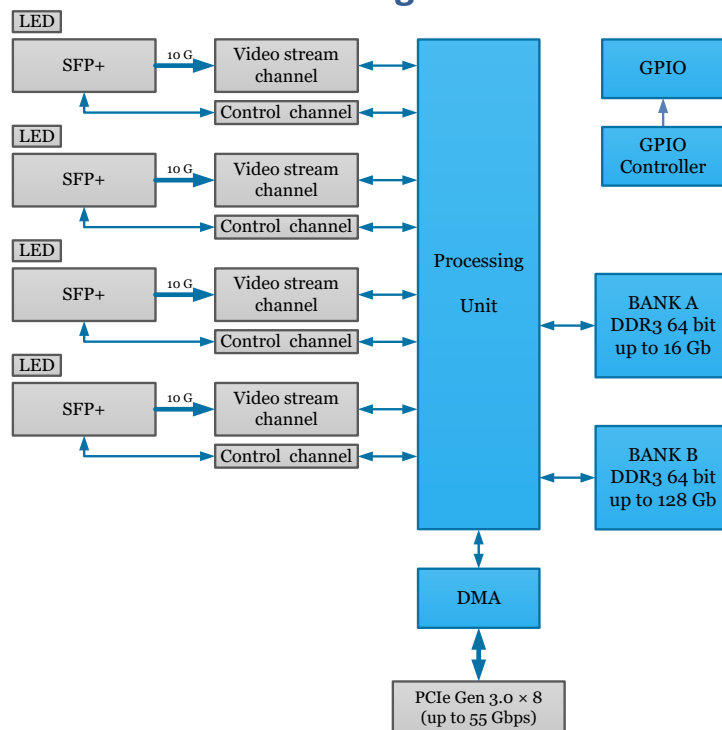 LED
SFP+
10 G
Video stream
channel
Control channel
LED
SFP+
10 G
Video stream
channel
Control channel
LED
SFP+
10 G
Video stream
channel
Control channel
LED
SFP+
10 G
Video stream
channel
Control channel
Processing
Unit
GPIO
GPIO
Controller
BANK A
DDR3 64 bit
up to 16 Gb
BANK B
DDR3 64 bit
up to 128 Gb
DMA
PCIe Gen 3.0 × 8
(up to 55 Gbps)